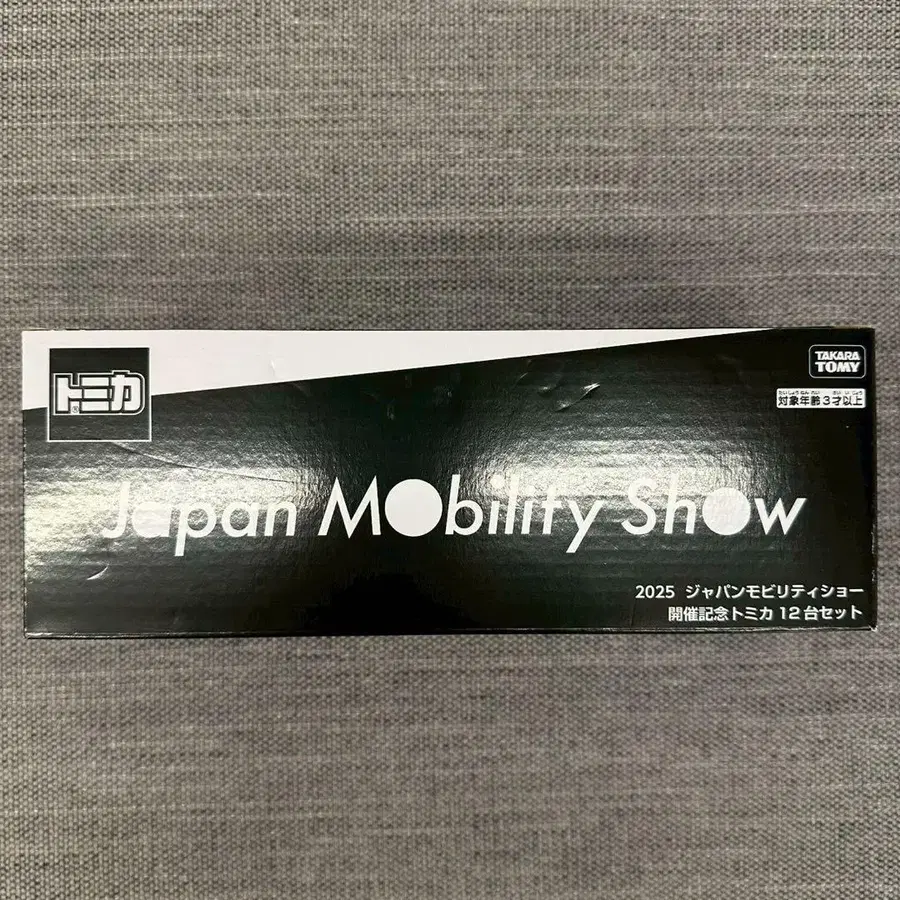 トミカ
TAKARA
TOMY
対象年齢3才以上
Japan Mobility Show
2025 ジャパンモビリティショー
開催記念トミカ 12台セット